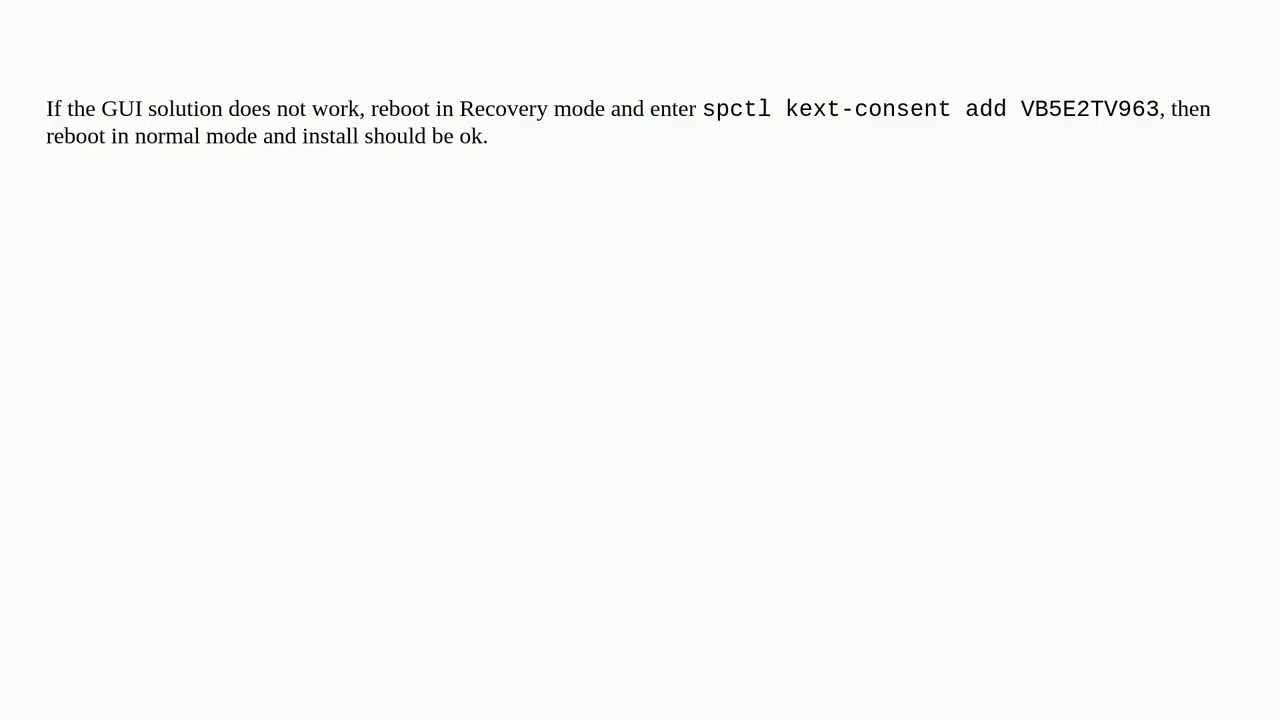 If the GUI solution does not work, reboot in Recovery mode and enter spctl kext-consent add VB5E2TV963, then
reboot in normal mode and install should be ok.